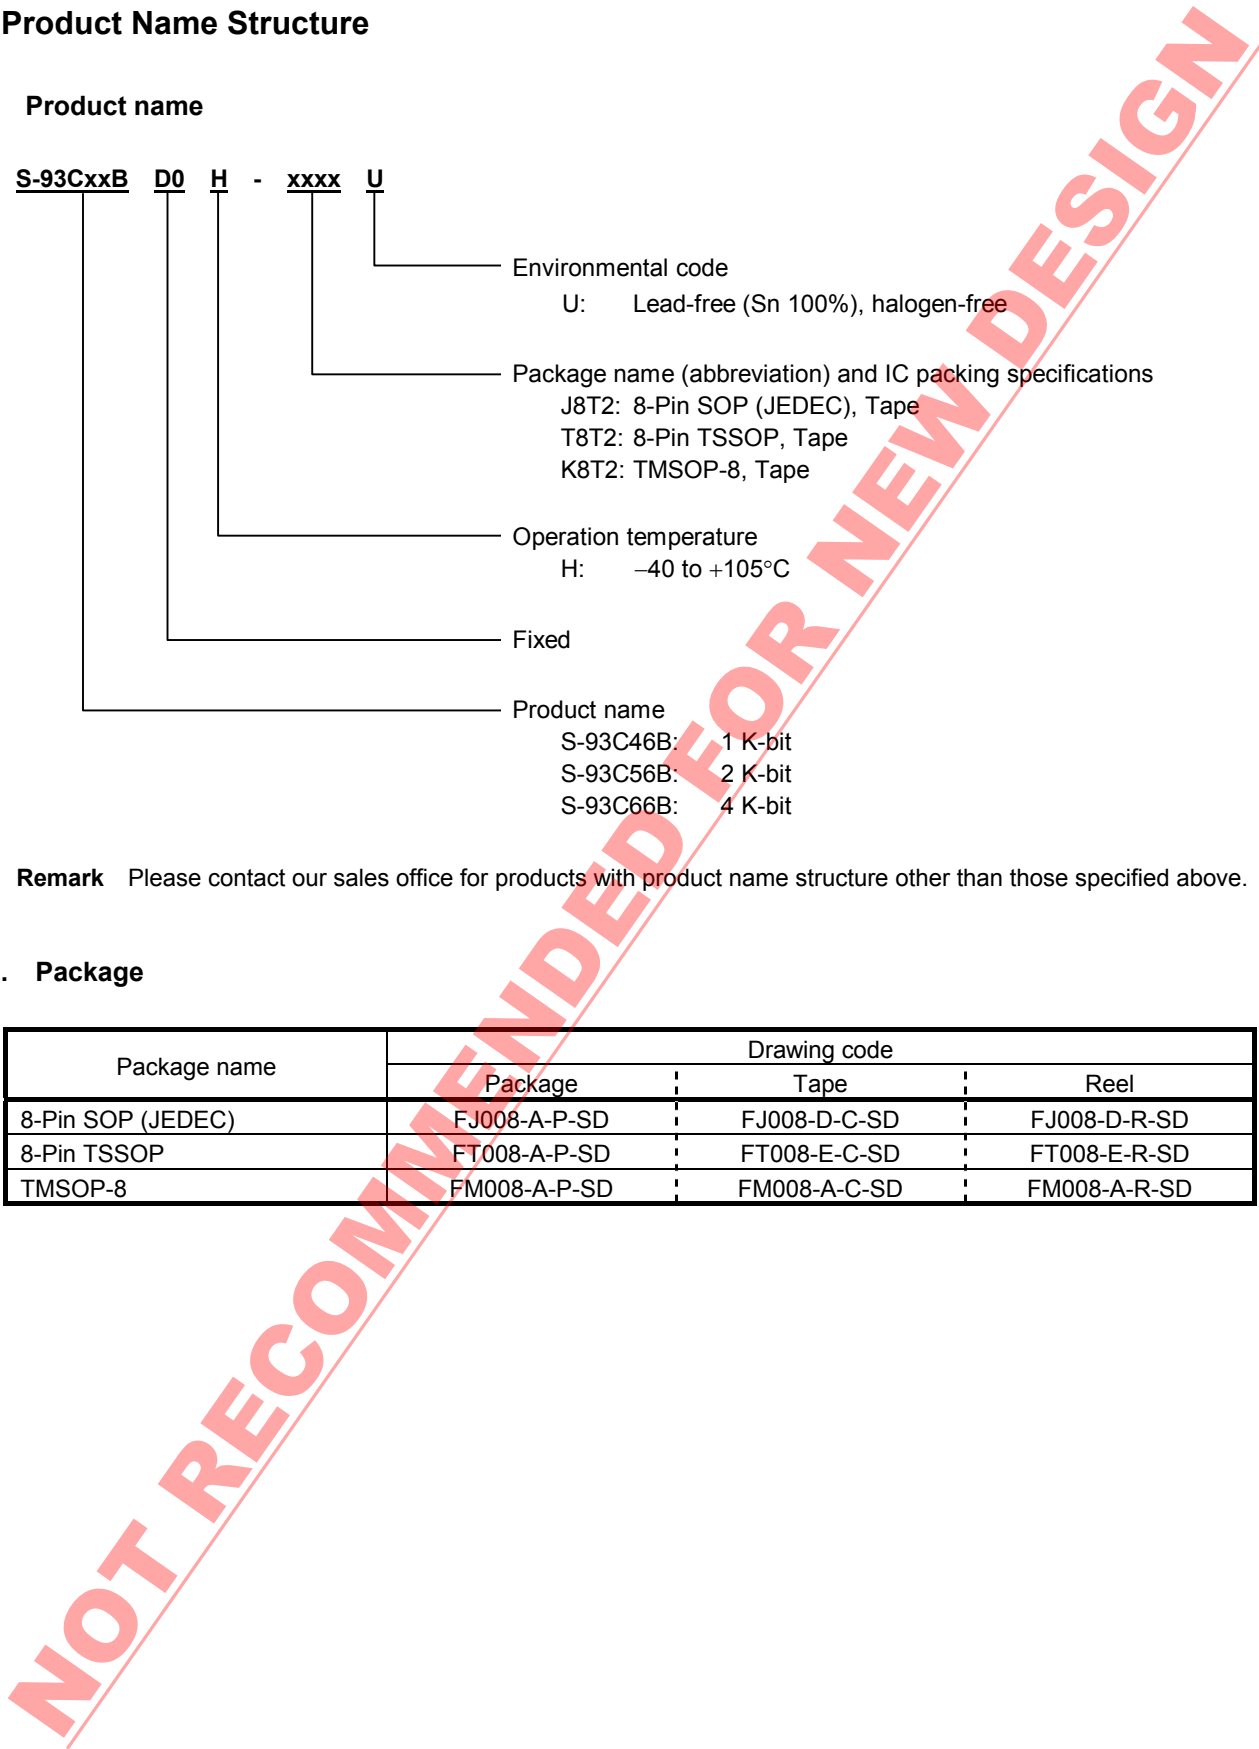 Product Name Structure
Product name
S-93CxxB D0 H - xxxx U
Environmental code
U: Lead-free (Sn 100%), halogen-free
Package name (abbreviation) and IC packing specifications
J8T2: 8-Pin SOP (JEDEC), Tape
T8T2: 8-Pin TSSOP, Tape
K8T2: TMSOP-8, Tape
Operation temperature
H: −40 to +105°C
Fixed
Product name
S-93C46B: 1 K-bit
S-93C56B: 2 K-bit
S-93C66B: 4 K-bit
Remark Please contact our sales office for products with product name structure other than those specified above.
. Package
Package name Drawing code
Package Tape Reel
8-Pin SOP (JEDEC) FJ008-A-P-SD FJ008-D-C-SD FJ008-D-R-SD
8-Pin TSSOP FT008-A-P-SD FT008-E-C-SD FT008-E-R-SD
TMSOP-8 FM008-A-P-SD FM008-A-C-SD FM008-A-R-SD
NOT RECOMMENDED FOR NEW DESIGN